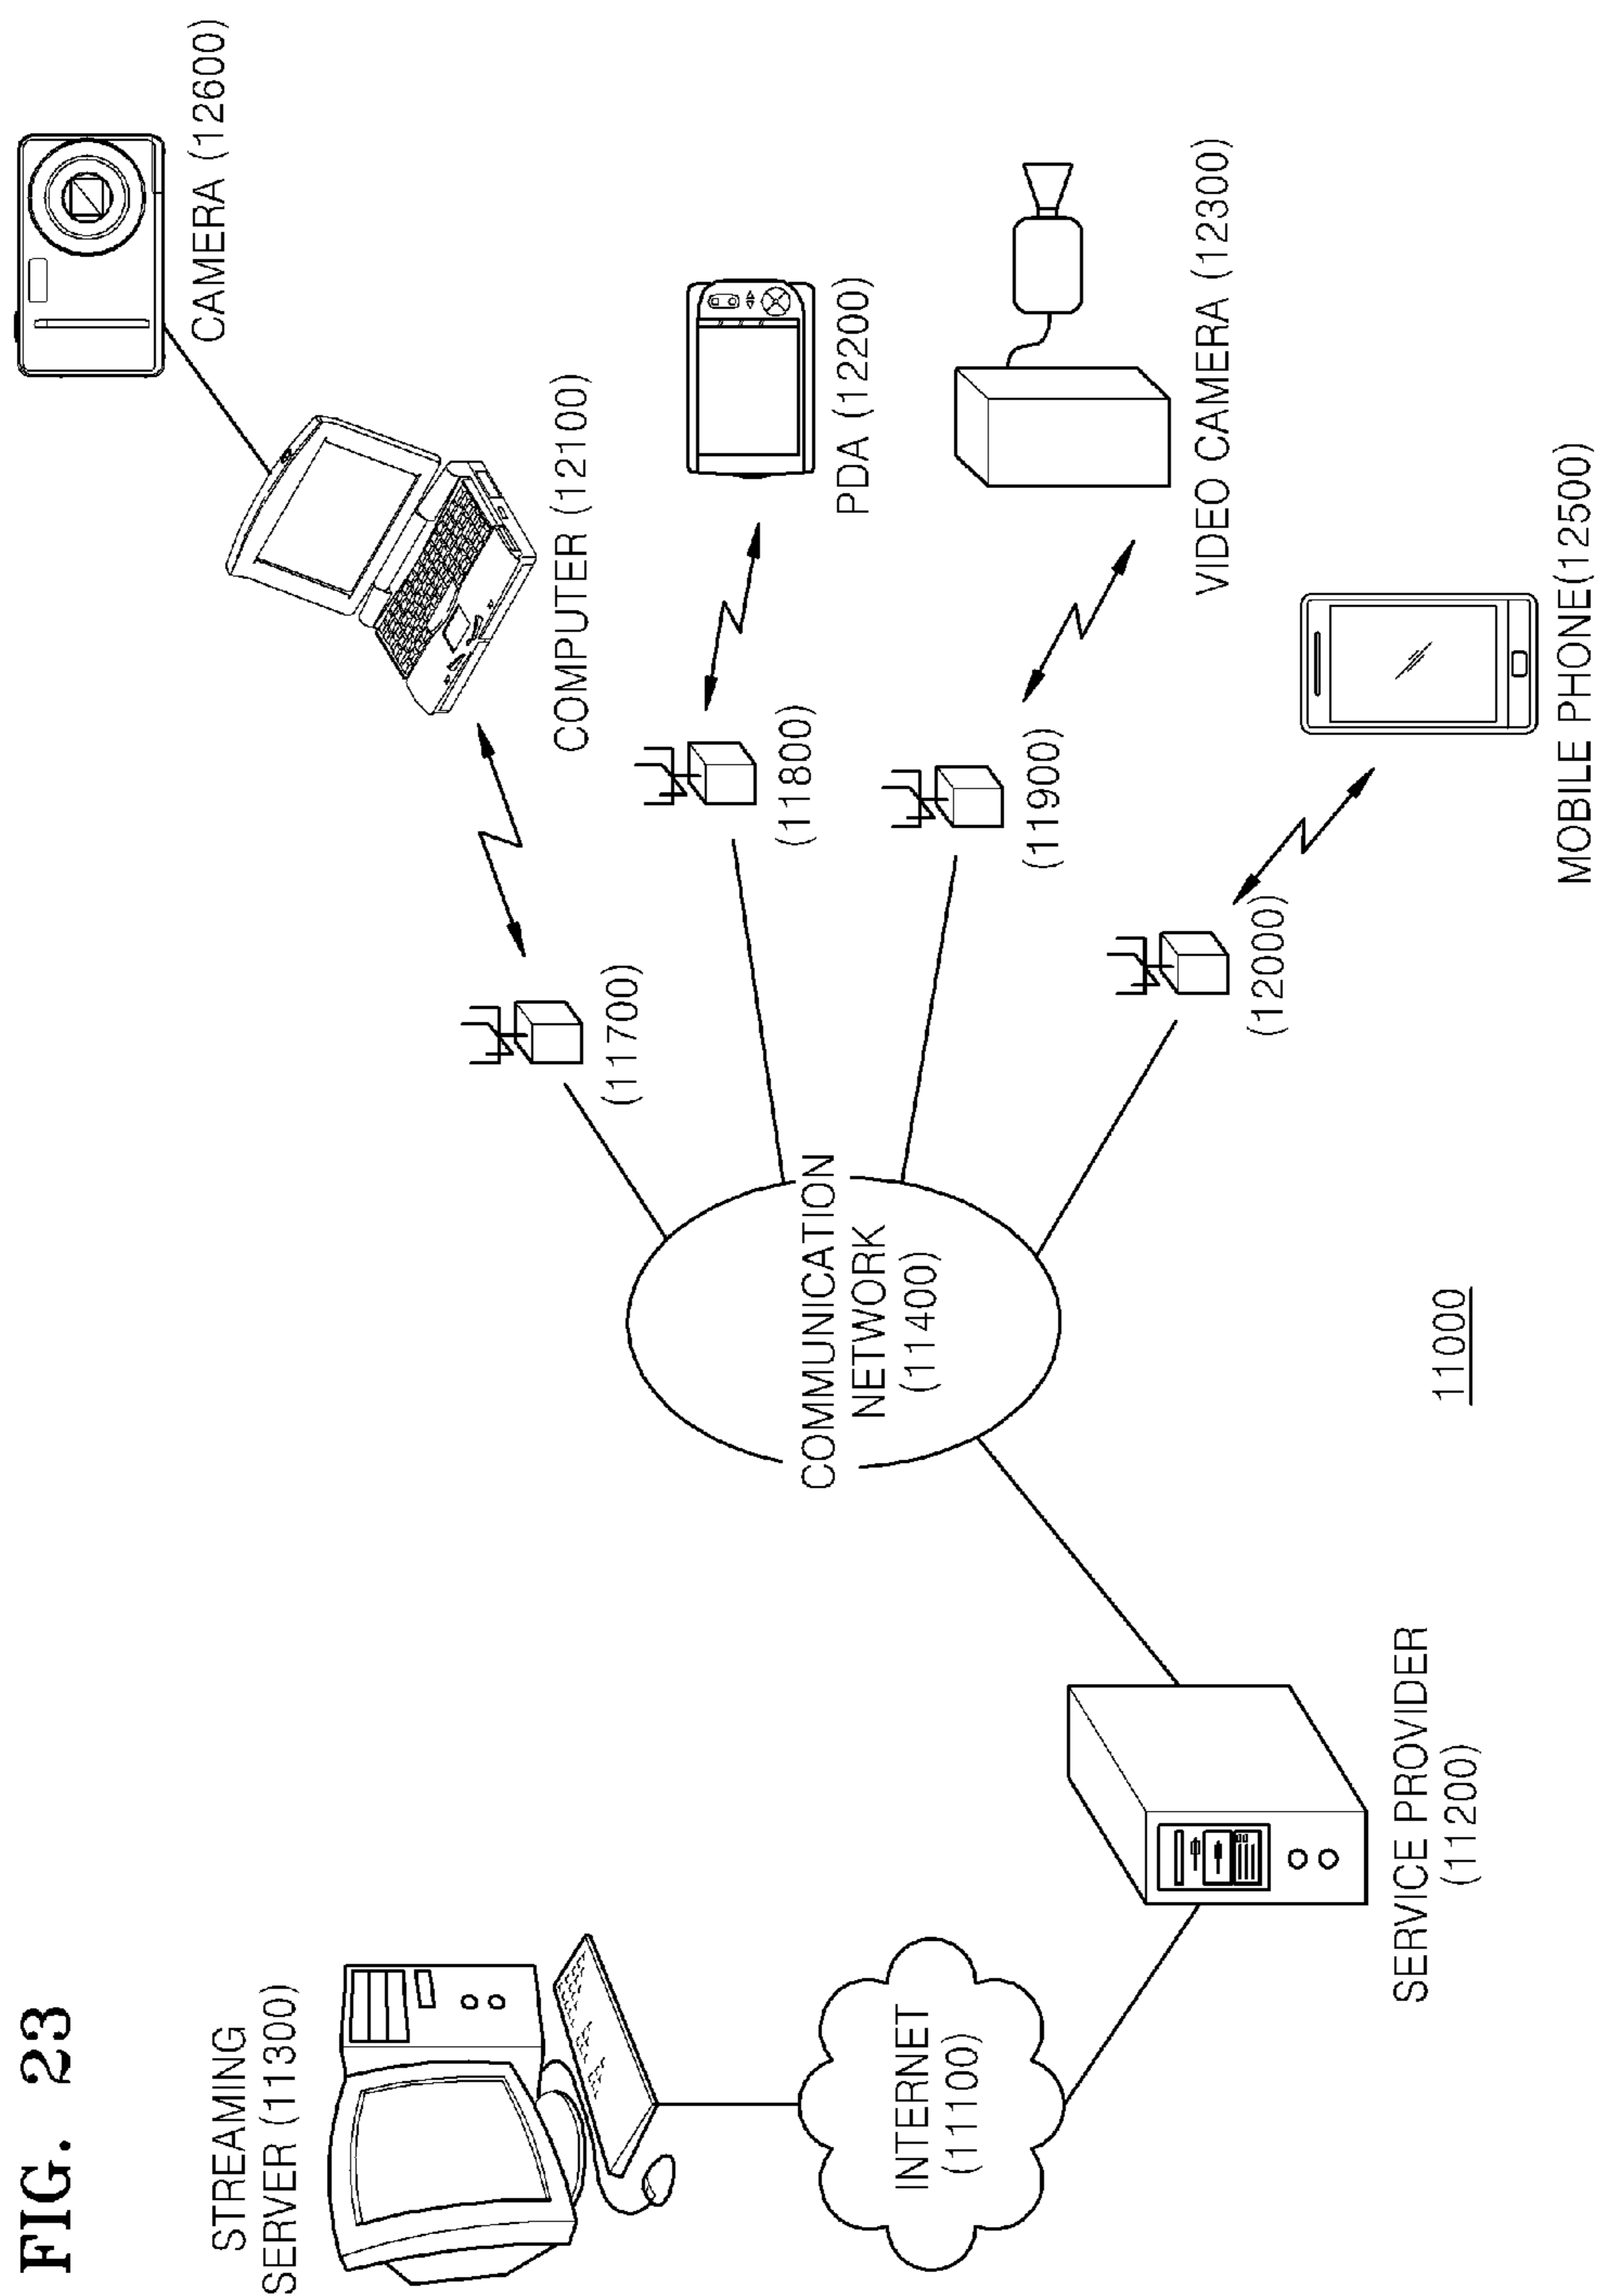 FIG. 23
STREAMING
SERVER (11300)
INTERNET
(11100)
SERVICE PROVIDER
(11200)
COMMUNICATION
NETWORK
(11400)
11000
(11700)
(11800)
(11900)
(12000)
CAMERA (12600)
COMPUTER (12100)
PDA (12200)
VIDEO CAMERA (12300)
MOBILE PHONE(12500)